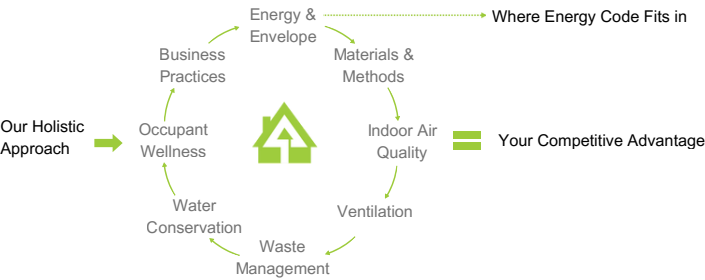 Energy &
Envelope
Where Energy Code Fits in
Business
Practices
Materials &
Methods
Our Holistic
Approach
Occupant
Wellness
Indoor Air
Quality
Your Competitive Advantage
Water
Conservation
Ventilation
Waste
Management